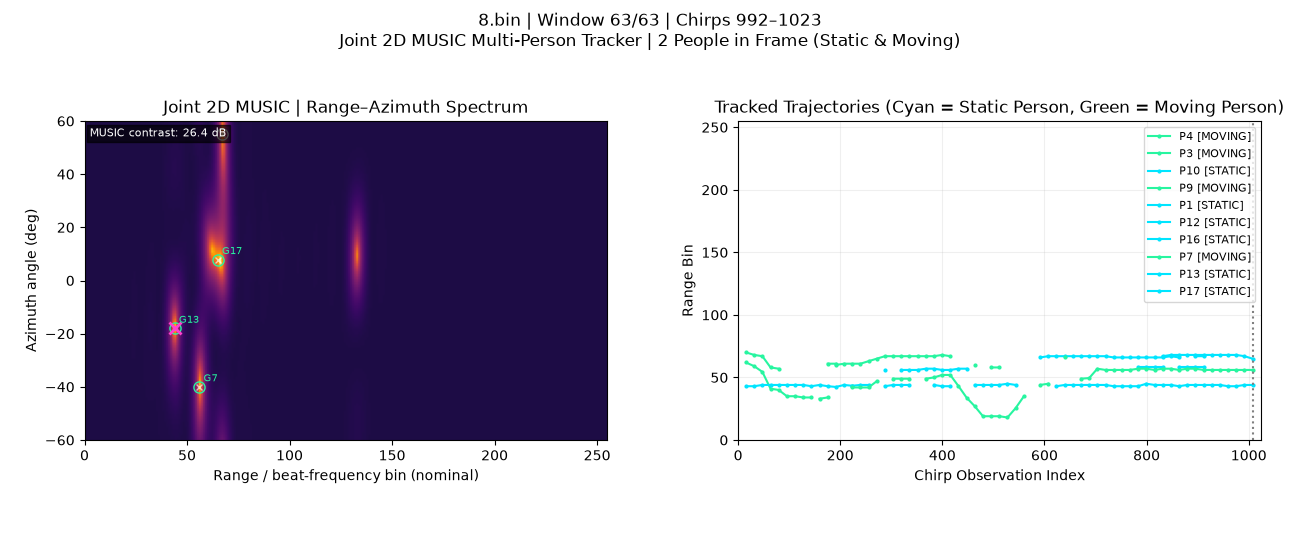 8.bin | Window 63/63 | Chirps 992–1023
Joint 2D MUSIC Multi-Person Tracker | 2 People in Frame (Static & Moving)
Joint 2D MUSIC | Range–Azimuth Spectrum
MUSIC contrast: 26.4 dB
60
40
20
0
−20
−40
−60
Azimuth angle (deg)
G17
G13
G7
0
50
100
150
200
250
Range / beat-frequency bin (nominal)
Tracked Trajectories (Cyan = Static Person, Green = Moving Person)
250
200
150
100
50
0
Range Bin
P4 [MOVING]
P3 [MOVING]
P10 [STATIC]
P9 [MOVING]
P1 [STATIC]
P12 [STATIC]
P16 [STATIC]
P7 [MOVING]
P13 [STATIC]
P17 [STATIC]
0
200
400
600
800
1000
Chirp Observation Index